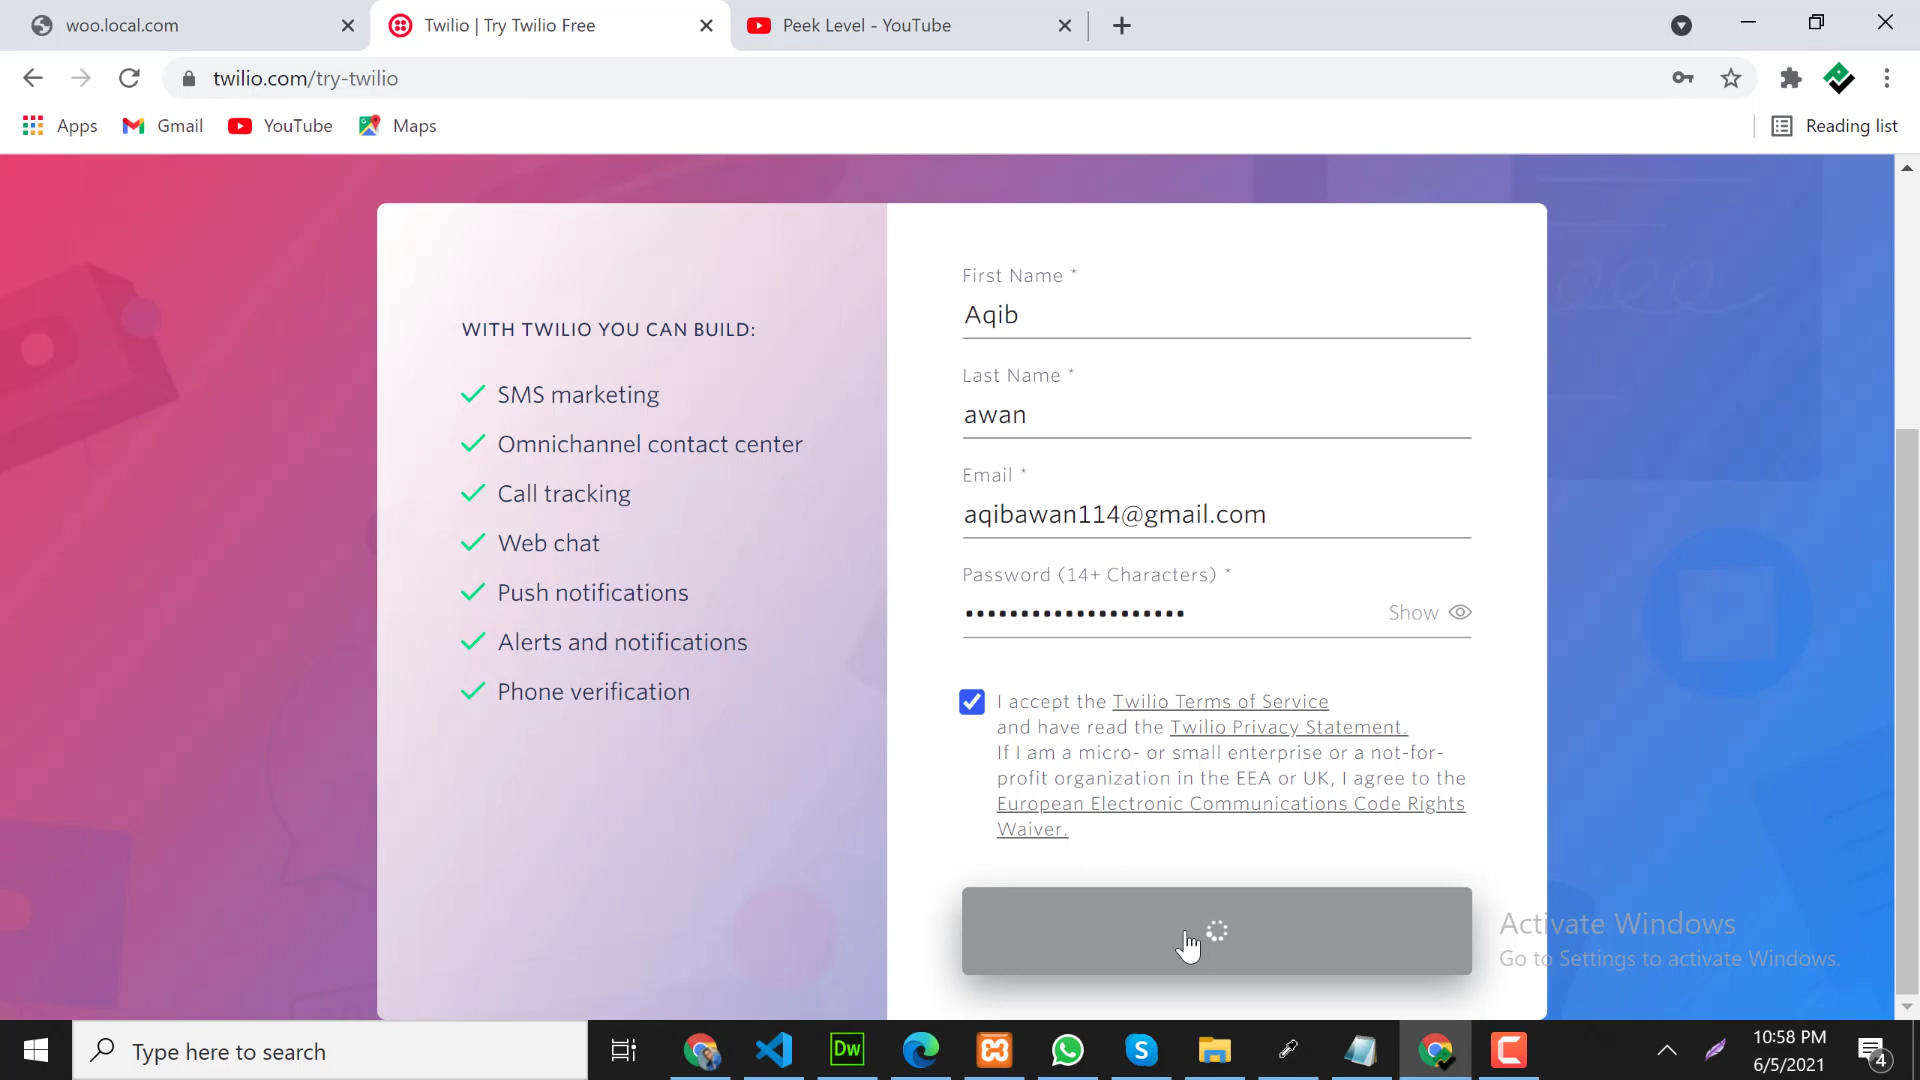 woo.local.com
Twilio | Try Twilio Free
Peek Level - YouTube
twilio.com/try-twilio
Apps
Gmail
YouTube
Maps
Reading list
WITH TWILIO YOU CAN BUILD:
SMS marketing
Omnichannel contact center
Call tracking
Web chat
Push notifications
Alerts and notifications
Phone verification
First Name *
Aqib
Last Name *
awan
Email *
aqibawan114@gmail.com
Password (14+ Characters) *
••••••••••••••••••••
Show
I accept the Twilio Terms of Service
and have read the Twilio Privacy Statement.
If I am a micro- or small enterprise or a not-for-
profit organization in the EEA or UK, I agree to the
European Electronic Communications Code Rights
Waiver.
Activate Windows
Go to Settings to activate Windows.
Type here to search
Dw
S
C
10:58 PM
6/5/2021
4